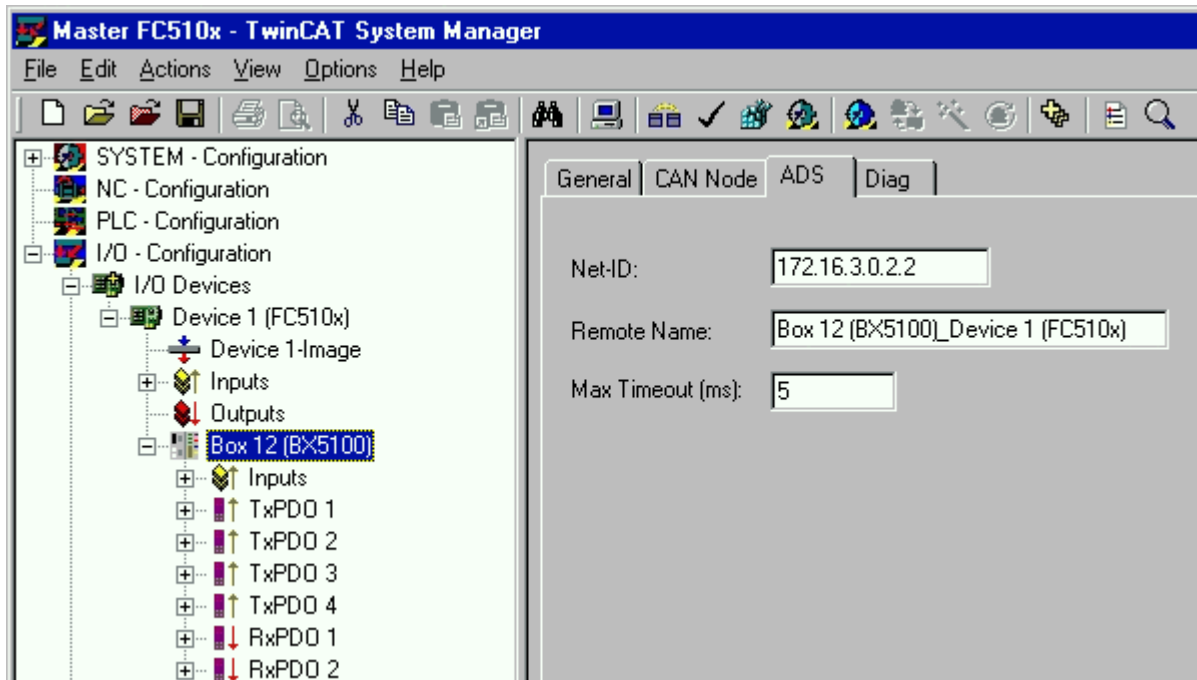 Master FC510x - TwinCAT System Manager
File Edit Actions View Options Help
SYSTEM - Configuration
NC - Configuration
PLC - Configuration
I/O - Configuration
I/O Devices
Device 1 (FC510x)
Device 1-Image
Inputs
Outputs
Box 12 (BX5100)
Inputs
TxPDO 1
TxPDO 2
TxPDO 3
TxPDO 4
RxPDO 1
RxPDO 2
General CAN Node ADS Diag
Net-ID: 172.16.3.0.2.2
Remote Name: Box 12 (BX5100)_Device 1 (FC510x)
Max Timeout (ms): 5